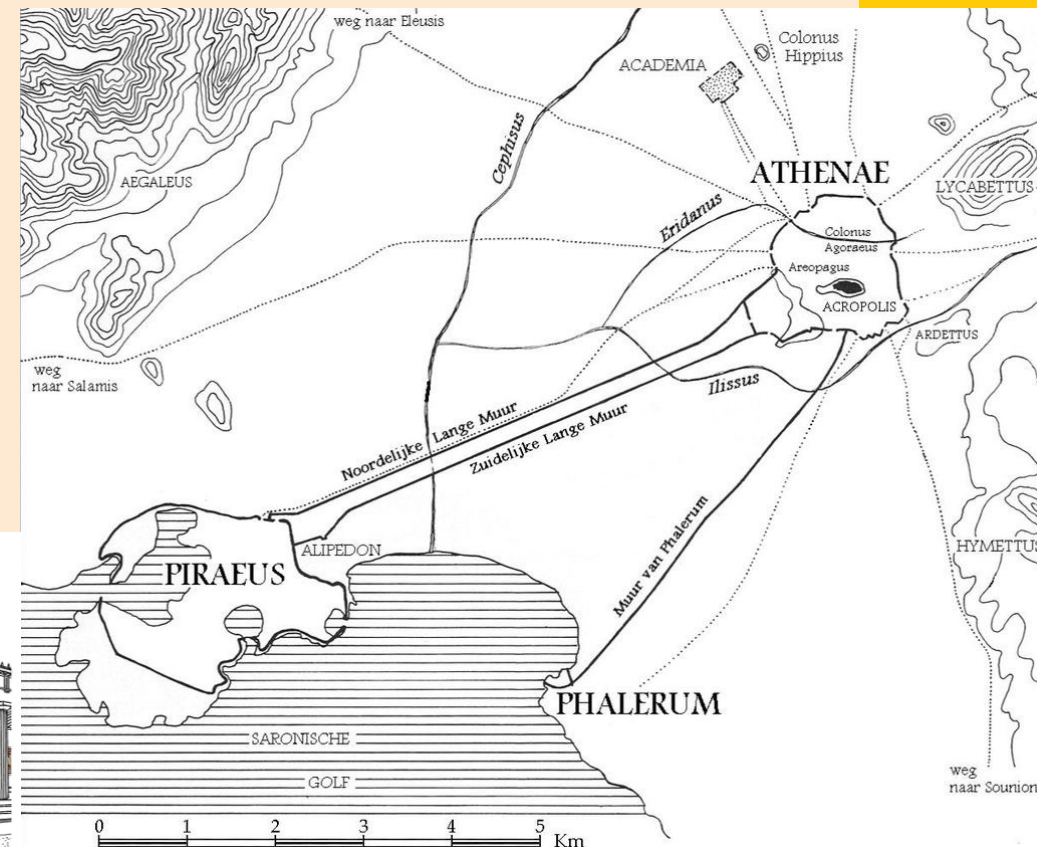 weg naar Eleusis
Colonus
Hippius
ACADEMIA
Cephisus
ATHENAE
AEGALEUS
LYCABETTUS
Eridanus
Colonus
Agoraeus
Areopagus
ACROPOLIS
ARDETTUS
weg
naar Salamis
Ilissus
Noordelijke Lange Muur
Zuidelijke Lange Muur
Muur van Phalerum
HYMETTUS
ALIPEDON
PIRAEUS
PHALERUM
SARONISCHE
GOLF
weg
naar Sounion
0 1 2 3 4 5 Km